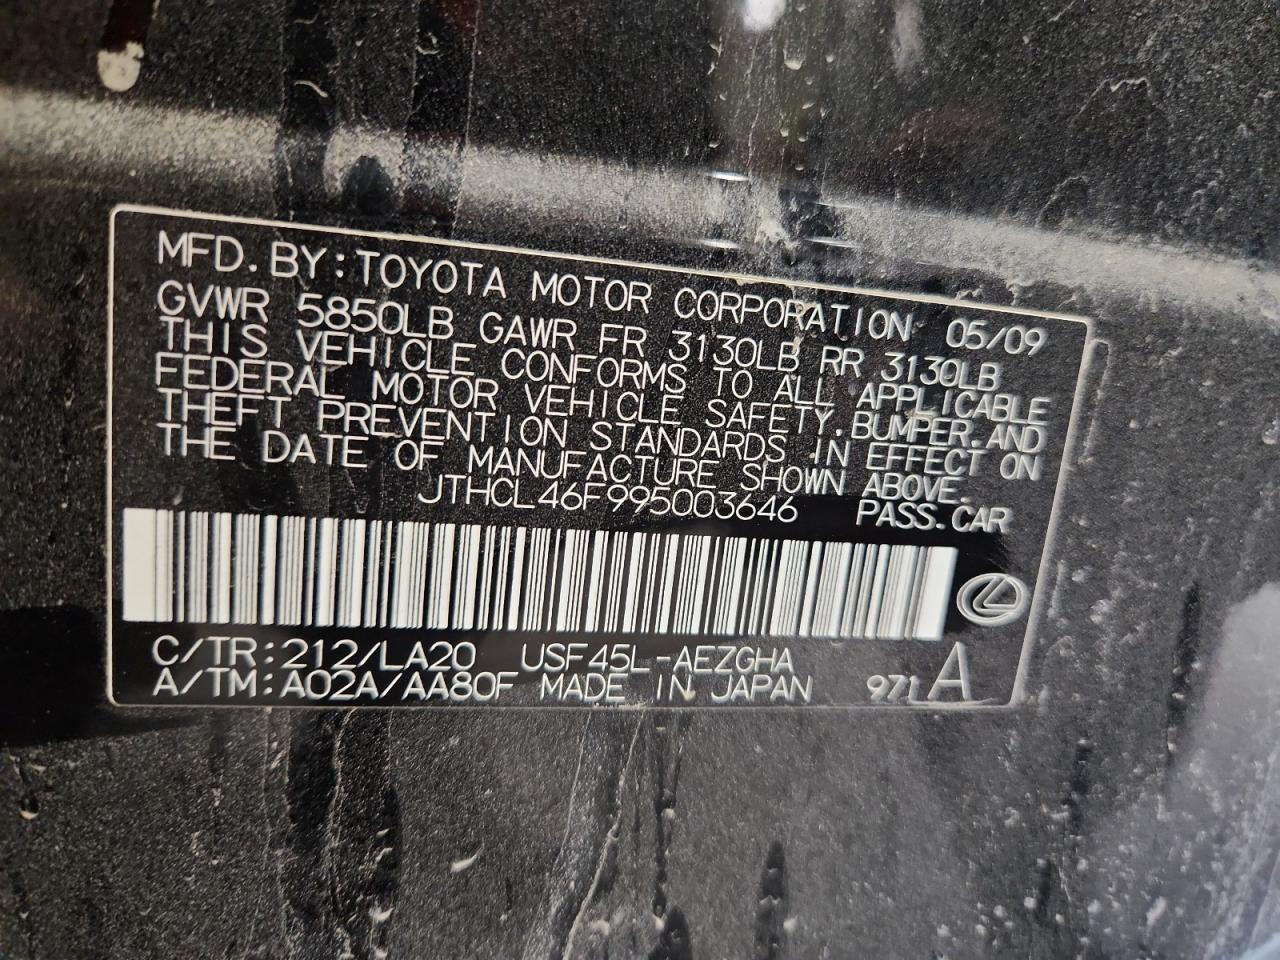 MFD. BY: TOYOTA MOTOR CORPORATION 05/09
GVWR 5850LB GAWR FR 3130LB RR 3130LB
THIS VEHICLE CONFORMS TO ALL APPLICABLE
FEDERAL MOTOR VEHICLE SAFETY, BUMPER, AND
THEFT PREVENTION STANDARDS IN EFFECT ON
THE DATE OF MANUFACTURE SHOWN ABOVE.
JTHCL46F995003646 PASS. CAR
C/TR: 212/LA20 USF45L-AEZGHA
A/TM: A02A/AA80F MADE IN JAPAN 971 A